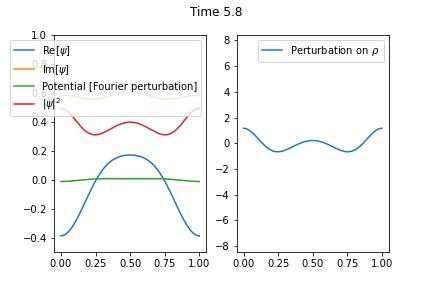 Time 5.8
Re[ψ]
Im[ψ]
Potential [Fourier perturbation]
|ψ|²
1.0
0.8
0.4
0.2
0.0
−0.2
−0.4
0.00 0.25 0.50 0.75 1.00
Perturbation on ρ
8
6
4
2
0
−2
−4
−6
−8
0.00 0.25 0.50 0.75 1.00